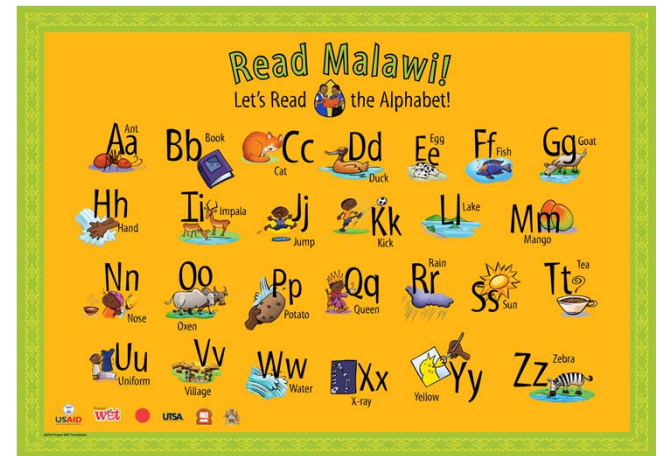 Read Malawi!
Let's Read the Alphabet!
Aa Ant
Bb Book
Cc Cat
Dd Duck
Ee Egg
Ff Fish
Gg Goat
Hh Hand
Ii Impala
Jj Jump
Kk Kick
Ll Lake
Mm Mango
Nn Nose
Oo Oxen
Pp Potato
Qq Queen
Rr Rain
Ss Sun
Tt Tea
Uu Uniform
Vv Village
Ww Water
Xx X-ray
Yy Yellow
Zz Zebra
USAID
Wet
UTSA